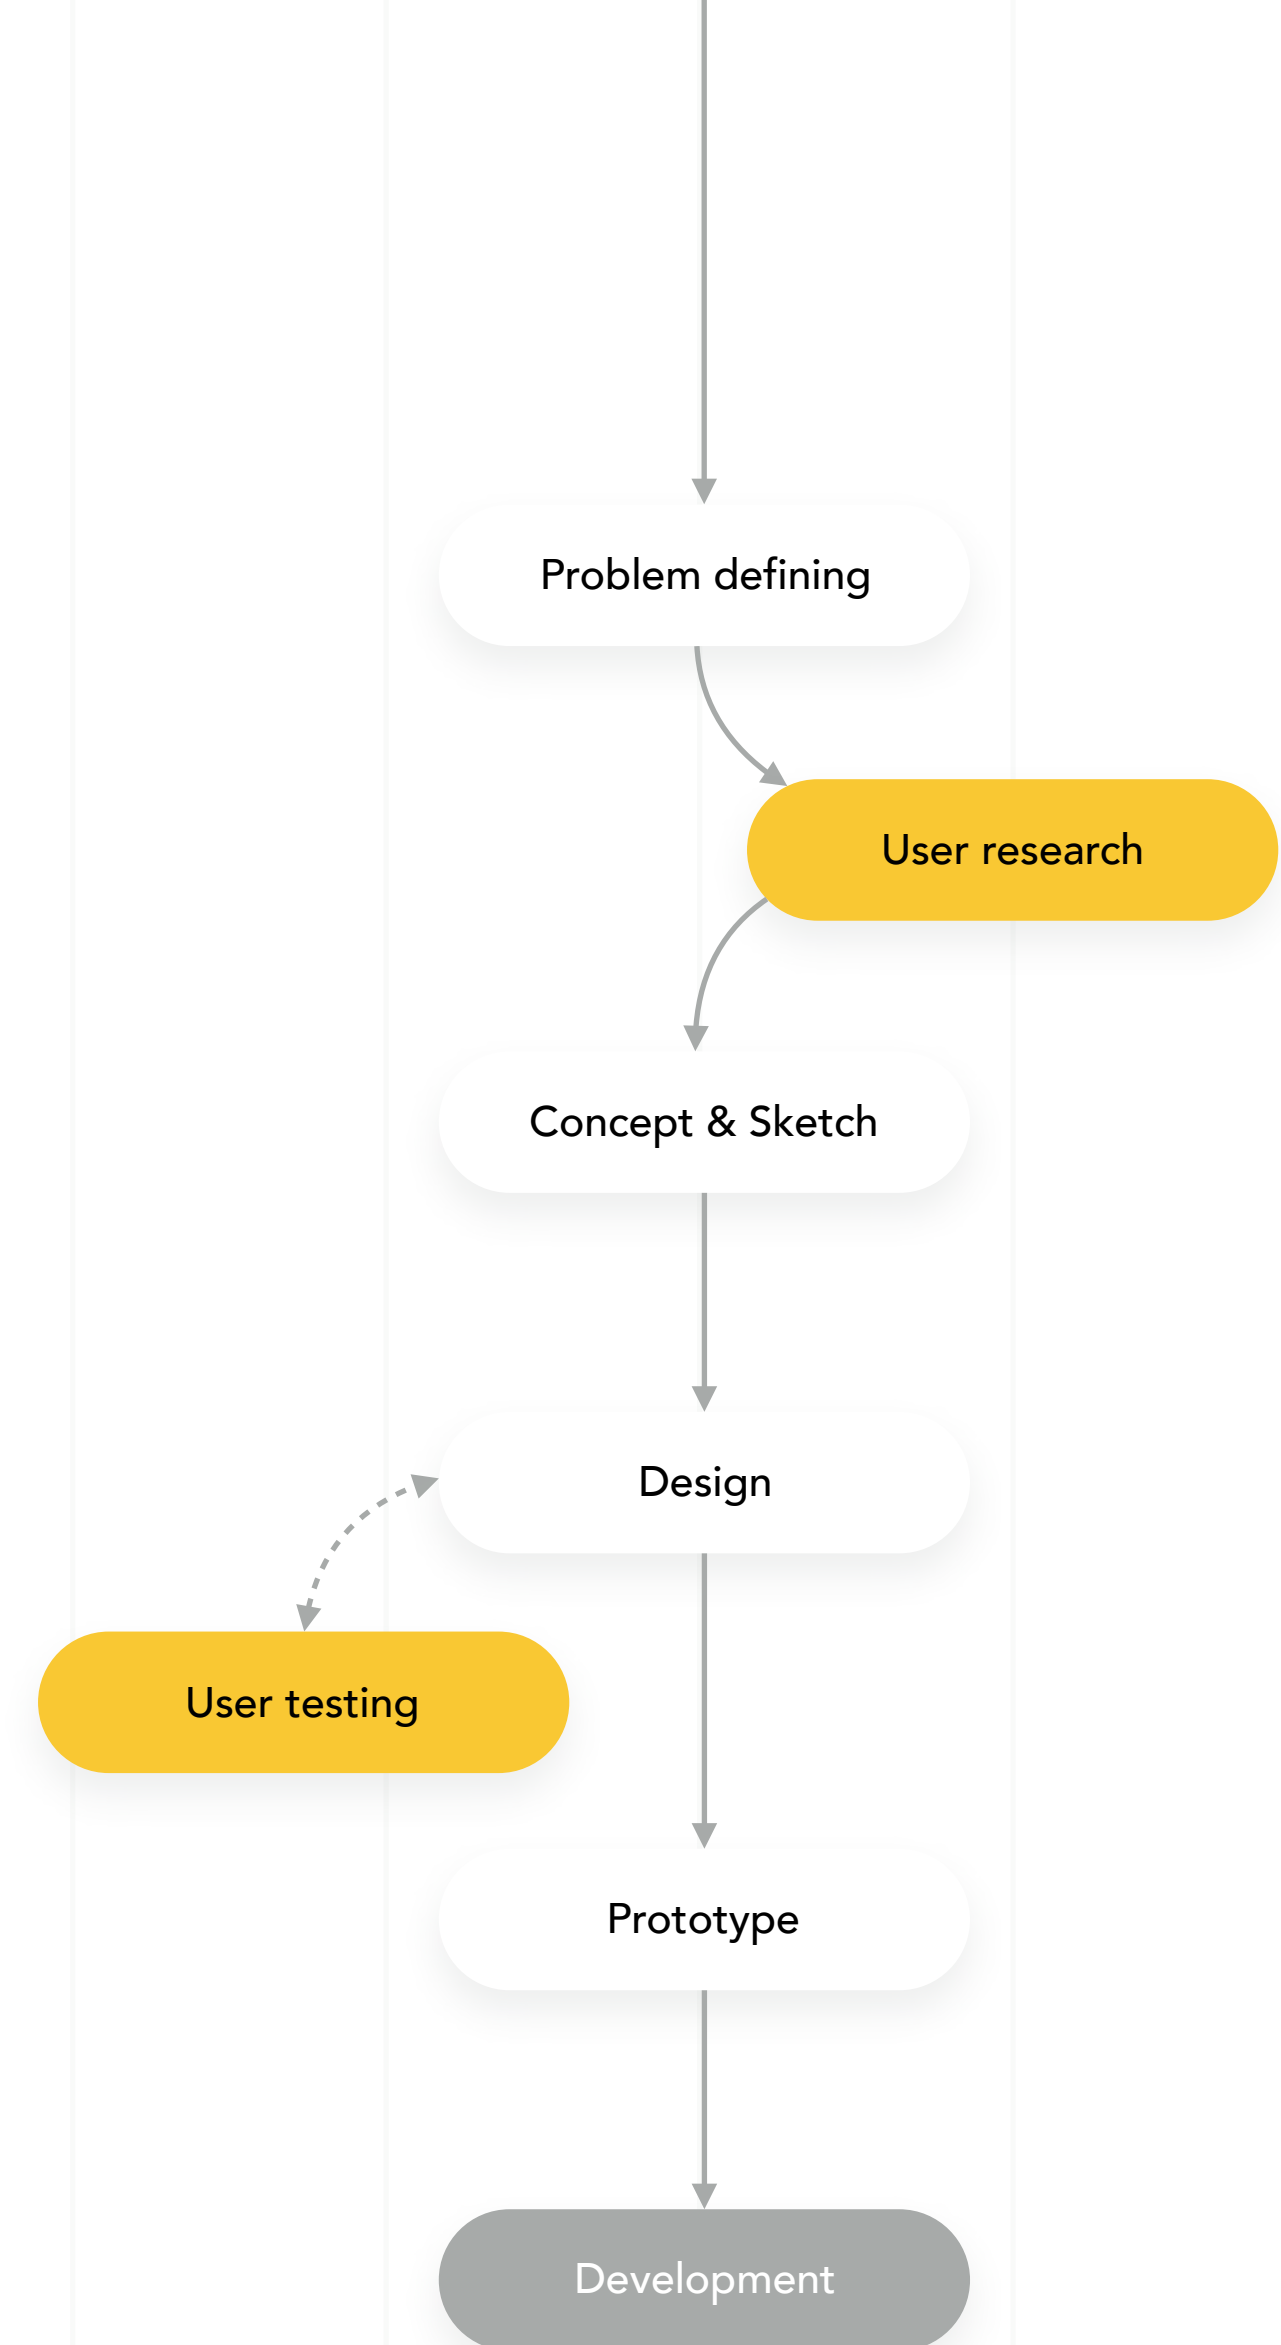 Problem defining
User research
Concept & Sketch
Design
User testing
Prototype
Development